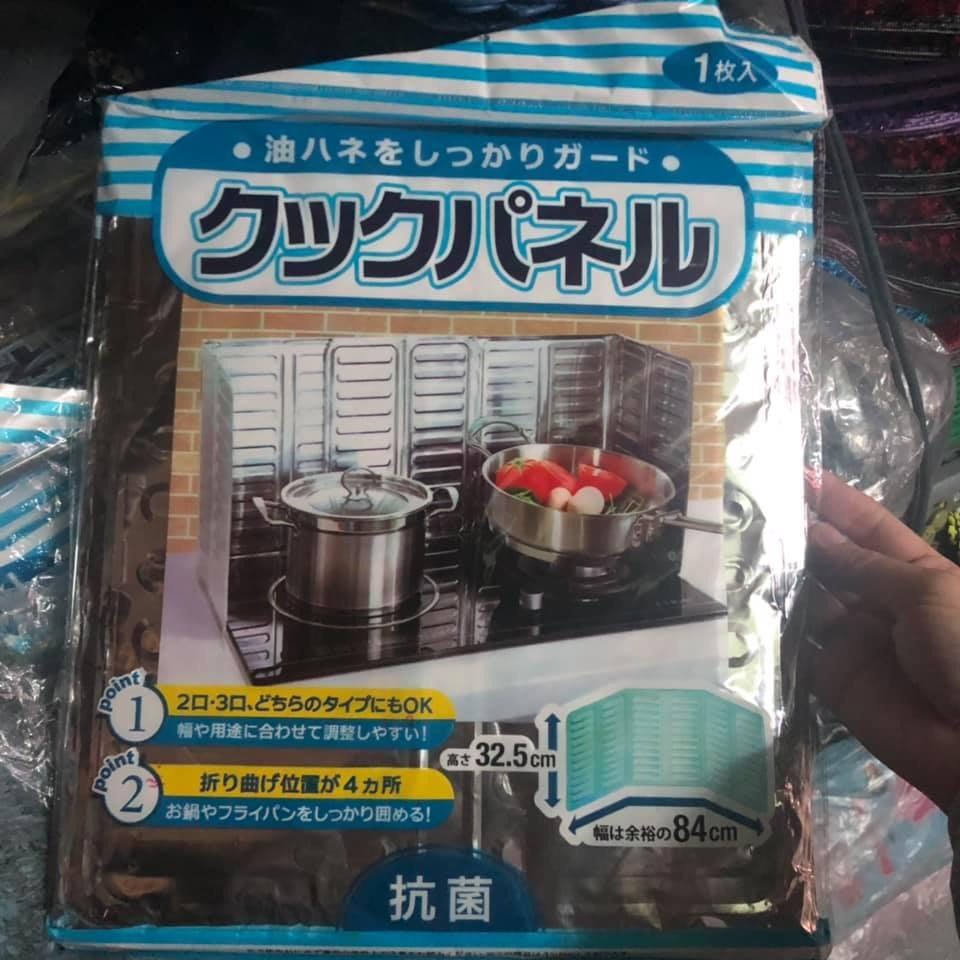 1枚入
●油ハネをしっかりガード●
クックパネル
point 1
2口・3口、どちらのタイプにもOK
幅や用途に合わせて調整しやすい!
point 2
折り曲げ位置が4ヵ所
お鍋やフライパンをしっかり囲める!
高さ32.5cm
幅は余裕の84cm
抗菌